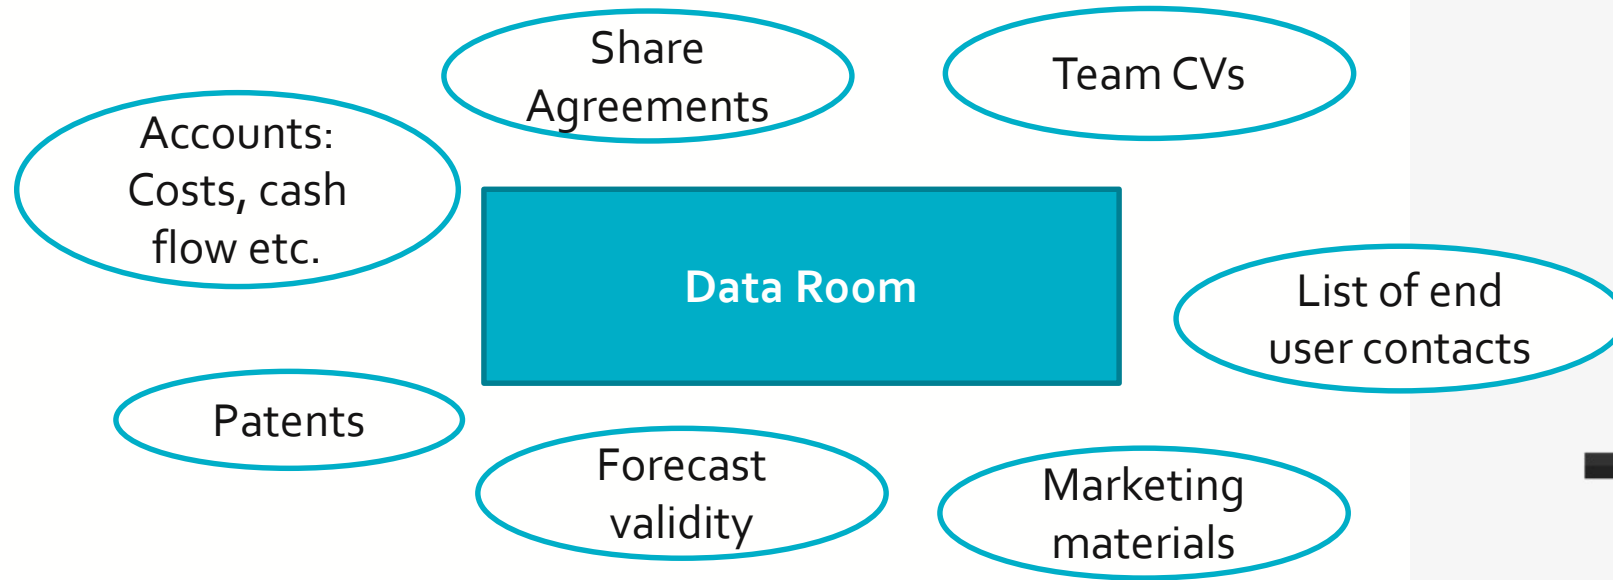 Share
Agreements
Team CVs
Accounts:
Costs, cash
flow etc.
Data Room
List of end
user contacts
Patents
Forecast
validity
Marketing
materials